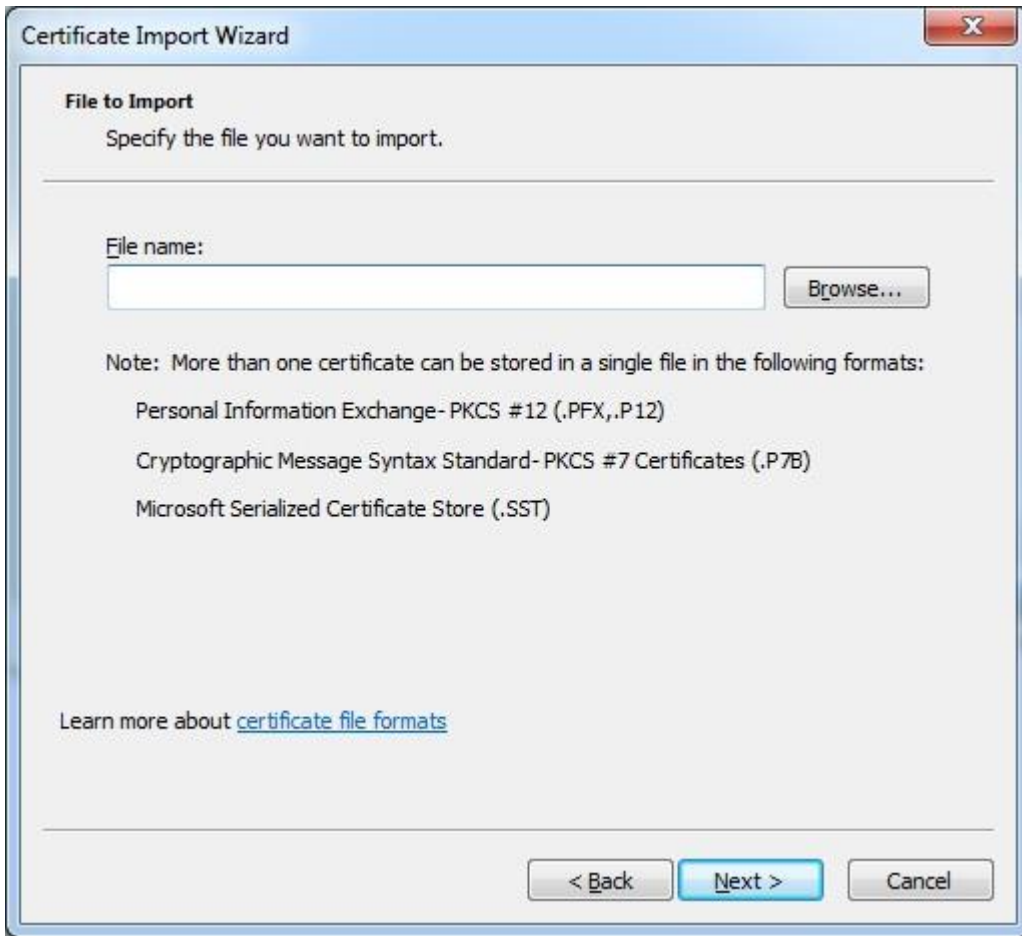 Certificate Import Wizard
File to Import
Specify the file you want to import.
File name:
Browse...
Note: More than one certificate can be stored in a single file in the following formats:
Personal Information Exchange- PKCS #12 (.PFX,.P12)
Cryptographic Message Syntax Standard- PKCS #7 Certificates (.P7B)
Microsoft Serialized Certificate Store (.SST)
Learn more about certificate file formats
< Back Next > Cancel